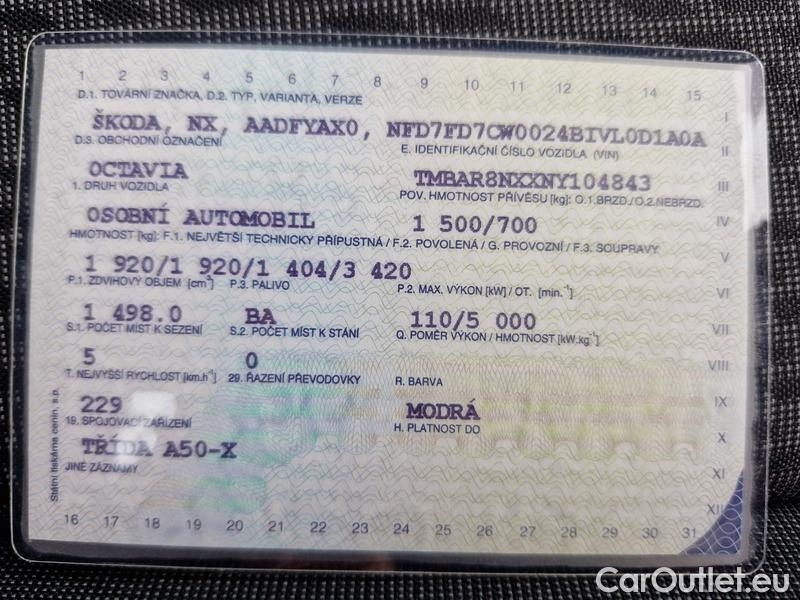 1 2 3 4 5 6 7 8 9 10 11 12 13 14 15
D.1. TOVÁRNÍ ZNAČKA, D.2. TYP, VARIANTA, VERZE
I
ŠKODA, NX, AADFYAX0, NFD7FD7CW0024BIVL0D1A0A
D.3. OBCHODNÍ OZNAČENÍ E. IDENTIFIKAČNÍ ČÍSLO VOZIDLA (VIN) II
OCTAVIA TMBAR8NXXNY104843 III
1. DRUH VOZIDLA POV. HMOTNOST PŘÍVĚSU [kg]: O.1.BRZD./O.2.NEBRZD.
OSOBNÍ AUTOMOBIL 1 500/700 IV
HMOTNOST [kg]: F.1. NEJVĚTŠÍ TECHNICKY PŘÍPUSTNÁ / F.2. POVOLENÁ / G. PROVOZNÍ / F.3. SOUPRAVY
V
1 920/1 920/1 404/3 420
P.1. ZDVIHOVÝ OBJEM [cm³] P.3. PALIVO P.2. MAX. VÝKON [kW] / OT. [min.⁻¹] VI
1 498.0 BA 110/5 000 VII
S.1. POČET MÍST K SEZENÍ S.2. POČET MÍST K STÁNÍ Q. POMĚR VÝKON / HMOTNOST [kW.kg⁻¹]
5 0 VIII
T. NEJVYŠŠÍ RYCHLOST [km.h⁻¹] 29. ŘAZENÍ PŘEVODOVKY R. BARVA
229 MODRÁ IX
19. SPOJOVACÍ ZAŘÍZENÍ H. PLATNOST DO
TŘÍDA A50-X X
JINÉ ZÁZNAMY XI
XII
Státní tiskárna cenin, s.p.
16 17 18 19 20 21 22 23 24 25 26 27 28 29 30 31
CarOutlet.eu